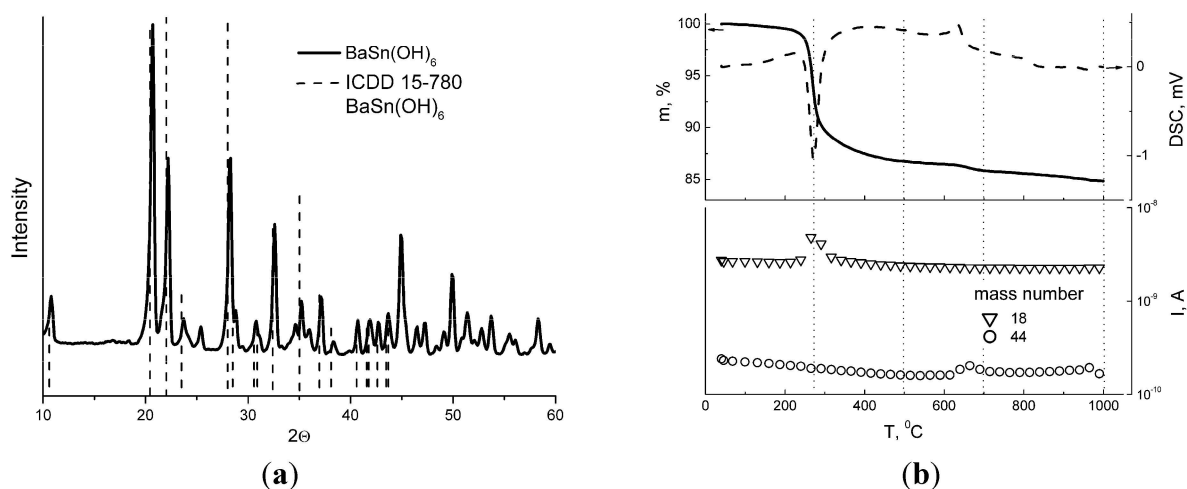 a
BaSn(OH)6
ICDD 15-780
BaSn(OH)6
Intensity
10 20 30 40 50 60
2Θ
(a)
b
100
95
90
85
m, %
0
-1
DSC, mV
10-8
10-9
10-10
I, A
mass number
18
44
0 200 400 600 800 1000
T, 0C
(b)